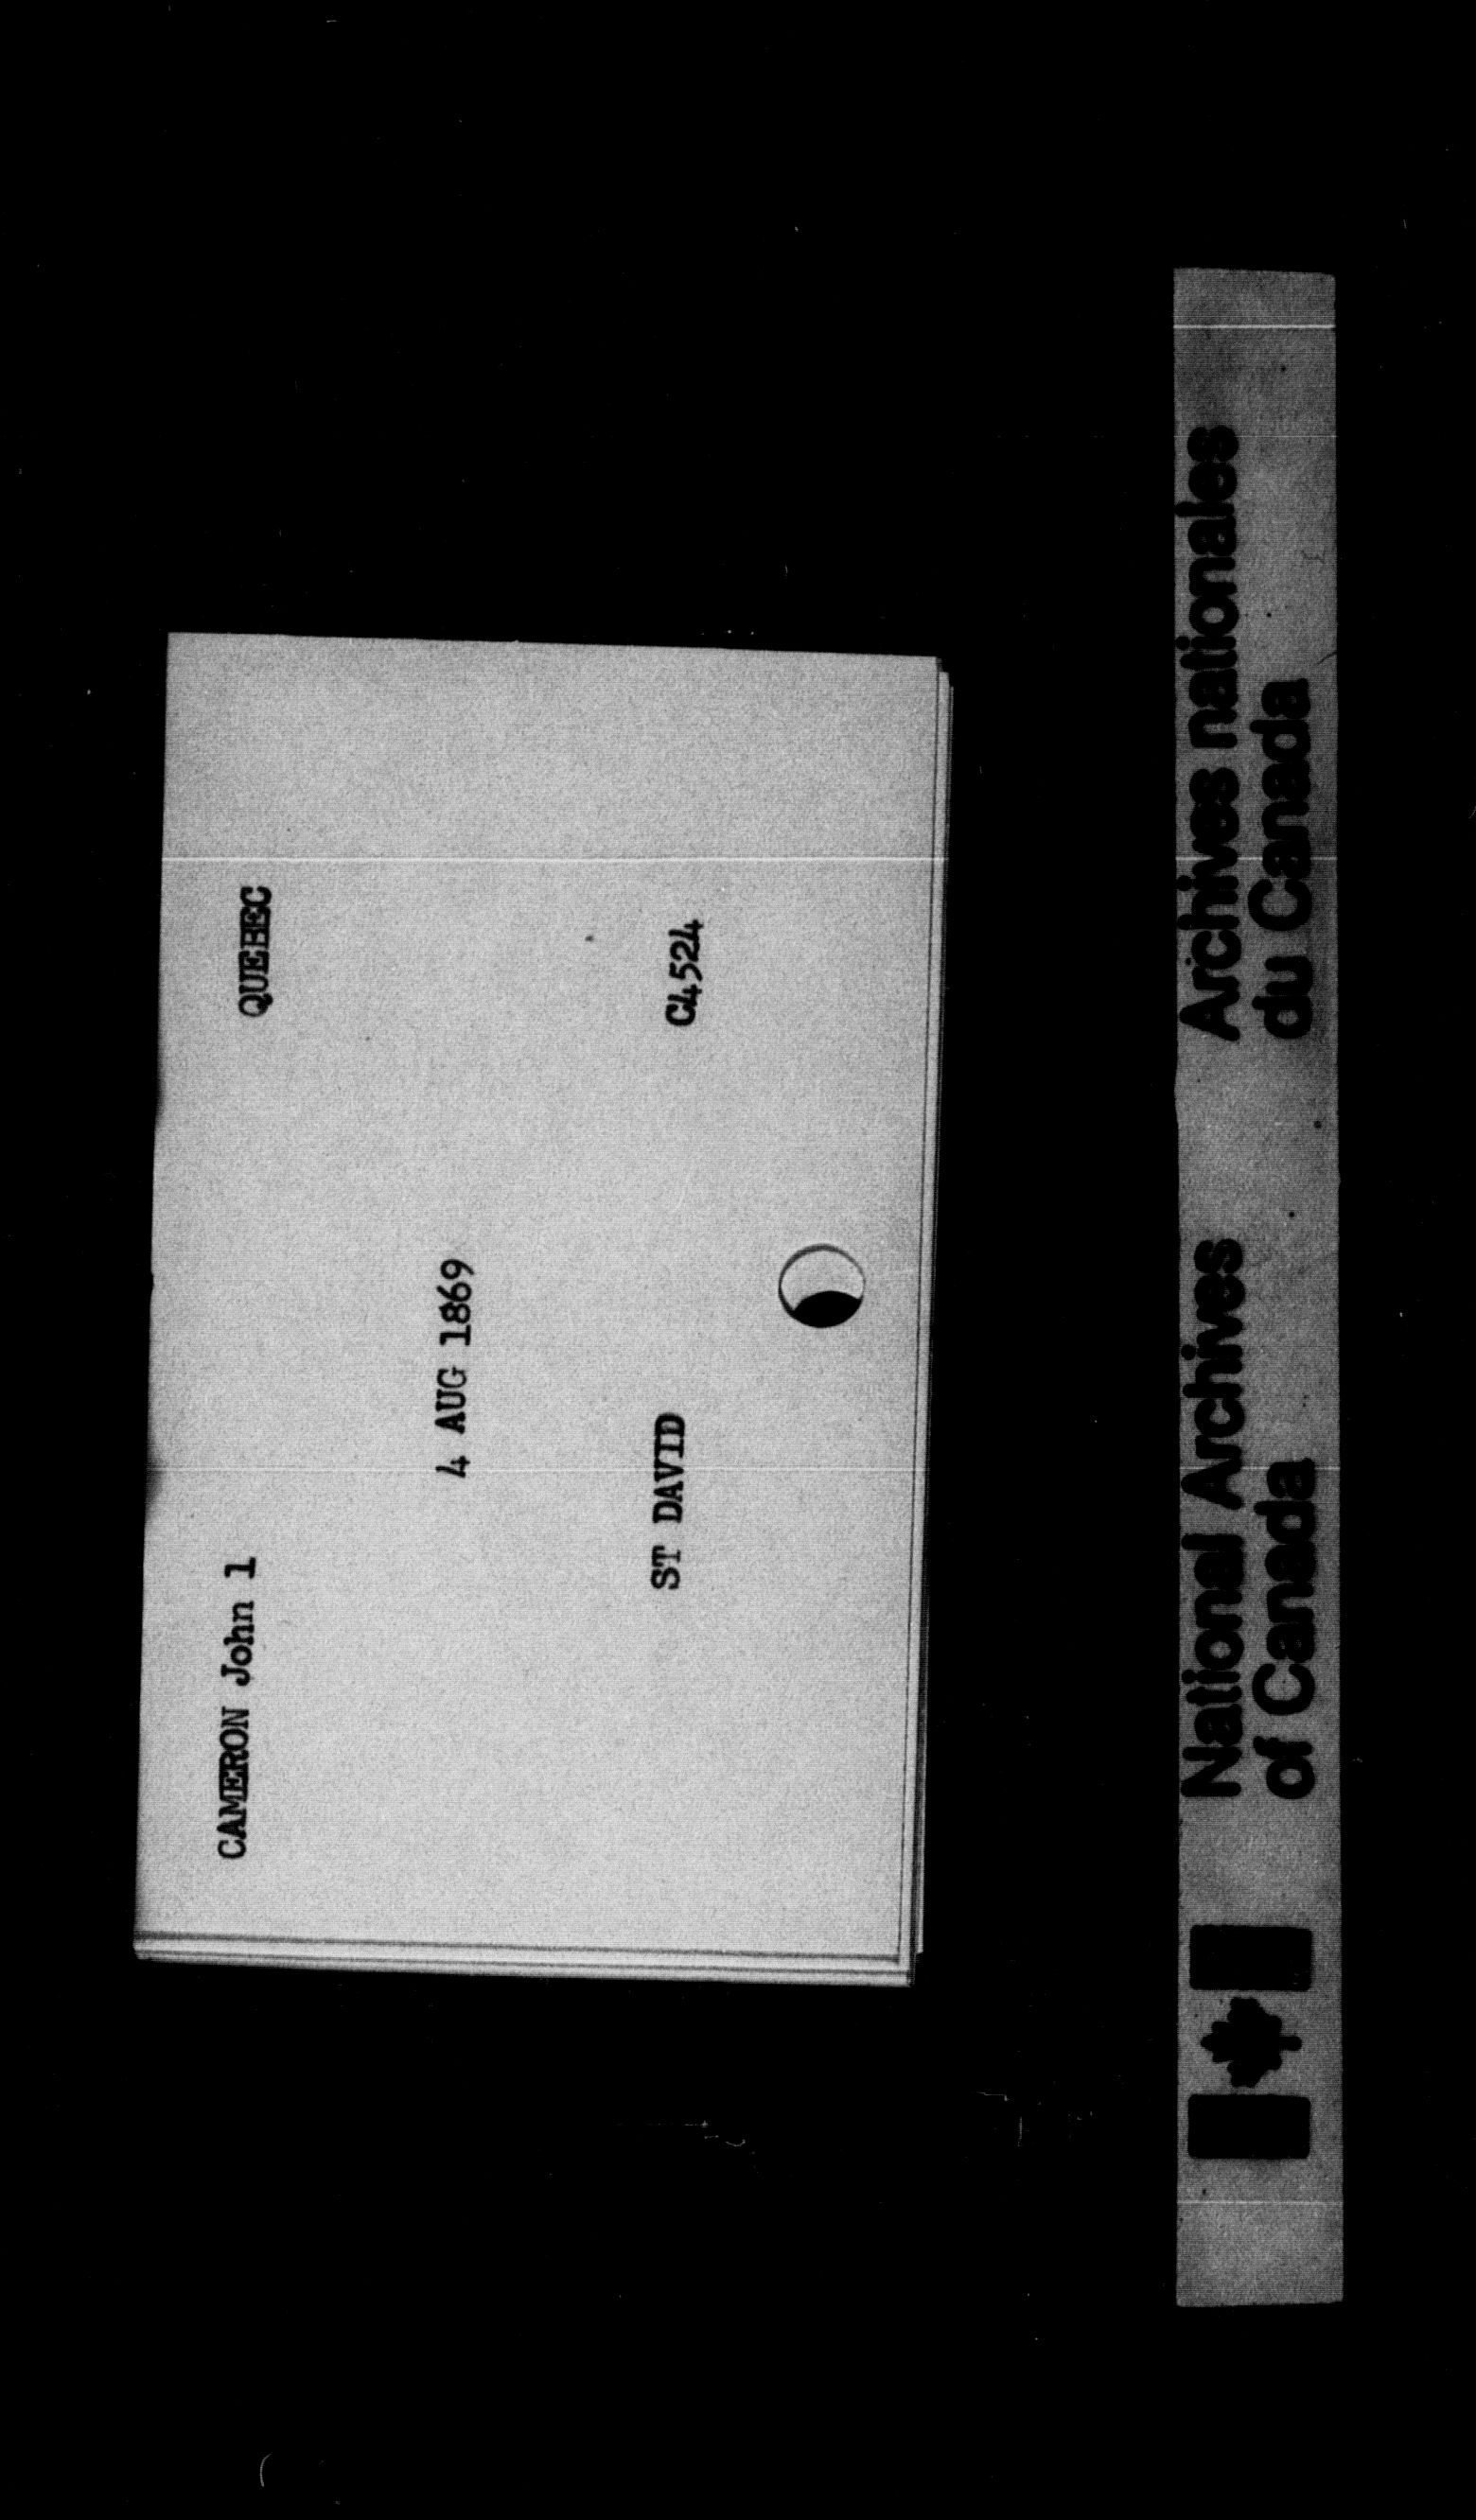 CAMERON John 1 QUEBEC
4 AUG 1869
ST DAVID C4524
National Archives Archives nationales
of Canada du Canada